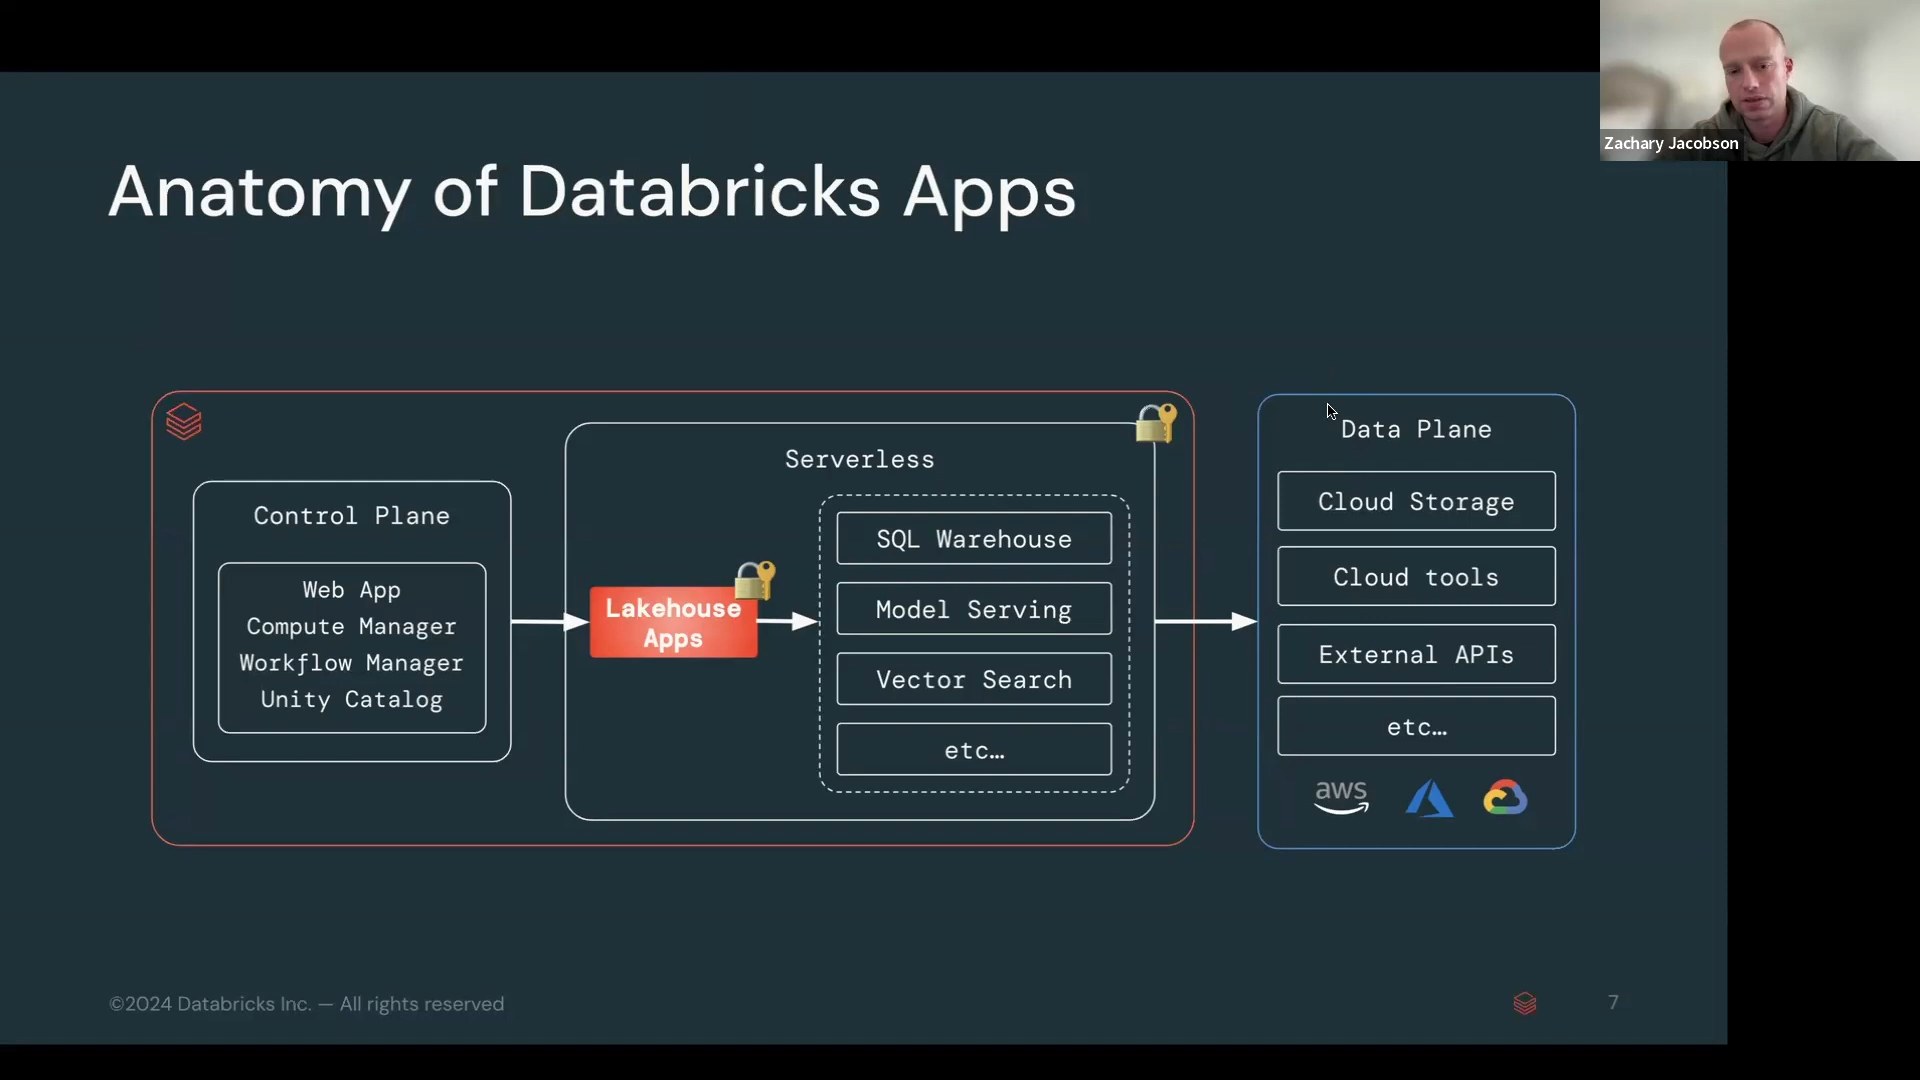 Zachary Jacobson
Anatomy of Databricks Apps
Control Plane
Web App
Compute Manager
Workflow Manager
Unity Catalog
Serverless
Lakehouse
Apps
SQL Warehouse
Model Serving
Vector Search
etc…
Data Plane
Cloud Storage
Cloud tools
External APIs
etc…
aws
©2024 Databricks Inc. — All rights reserved
7